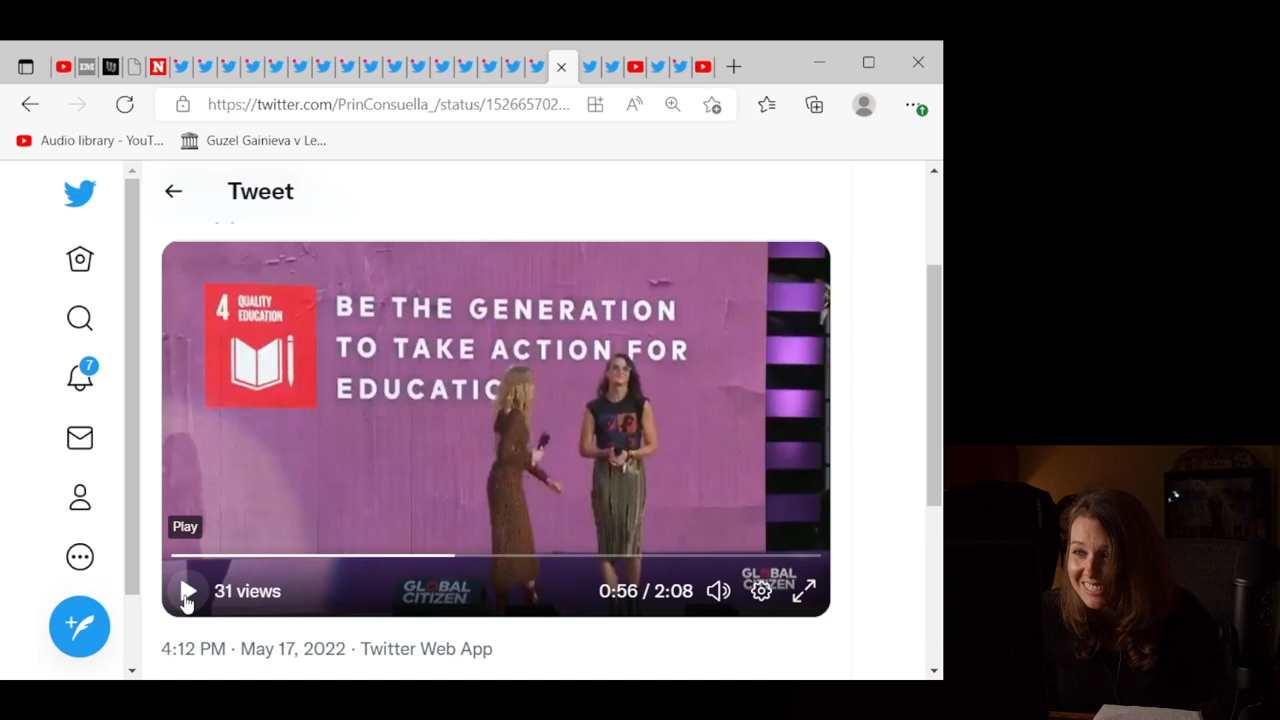 N
https://twitter.com/PrinConsuella_/status/152665702...
Audio library - YouT...
Guzel Gainieva v Le...
Tweet
7
4 QUALITY
EDUCATION
BE THE GENERATION
TO TAKE ACTION FOR
EDUCATIO
Play
31 views
GLOBAL
CITIZEN
0:56 / 2:08
GLOBAL
CITIZEN
4:12 PM · May 17, 2022 · Twitter Web App